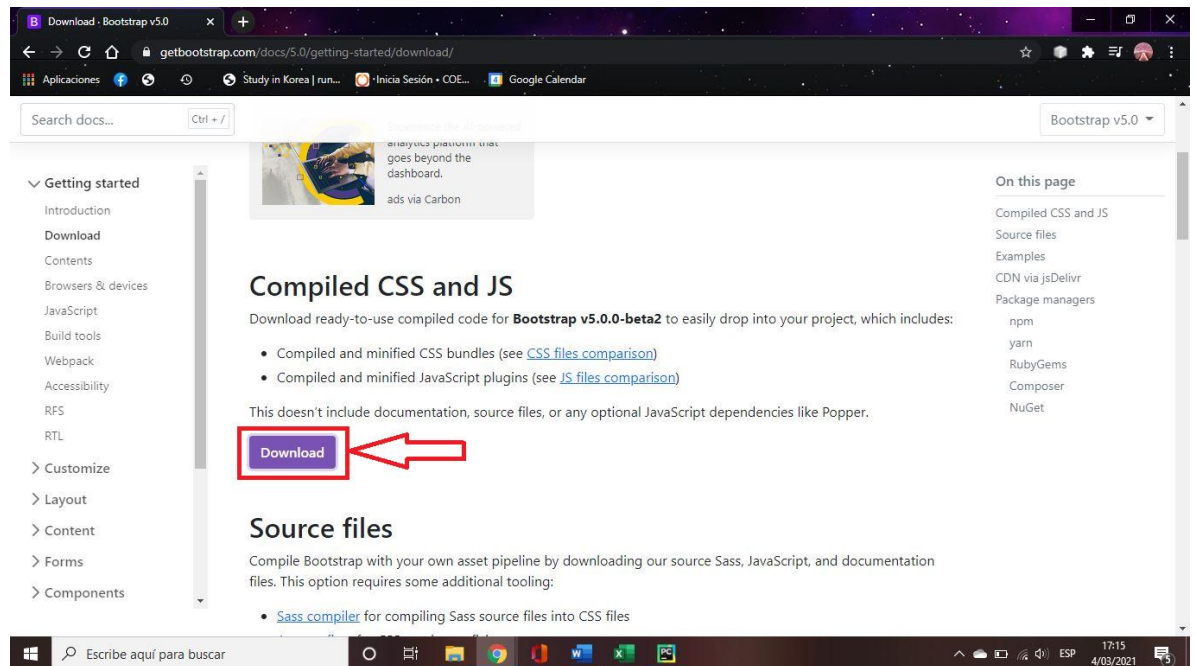 Download · Bootstrap v5.0
getbootstrap.com/docs/5.0/getting-started/download/
Aplicaciones
Study in Korea | run...
Inicia Sesión • COE...
Google Calendar
Search docs...
Ctrl + /
Bootstrap v5.0
analytics platform that
goes beyond the
dashboard.
ads via Carbon
Getting started
Introduction
Download
Contents
Browsers & devices
JavaScript
Build tools
Webpack
Accessibility
RFS
RTL
Customize
Layout
Content
Forms
Components
Compiled CSS and JS
Download ready-to-use compiled code for Bootstrap v5.0.0-beta2 to easily drop into your project, which includes:
• Compiled and minified CSS bundles (see CSS files comparison)
• Compiled and minified JavaScript plugins (see JS files comparison)
This doesn't include documentation, source files, or any optional JavaScript dependencies like Popper.
Download
Source files
Compile Bootstrap with your own asset pipeline by downloading our source Sass, JavaScript, and documentation
files. This option requires some additional tooling:
• Sass compiler for compiling Sass source files into CSS files
On this page
Compiled CSS and JS
Source files
Examples
CDN via jsDelivr
Package managers
npm
yarn
RubyGems
Composer
NuGet
Escribe aquí para buscar
ESP
17:15
4/03/2021